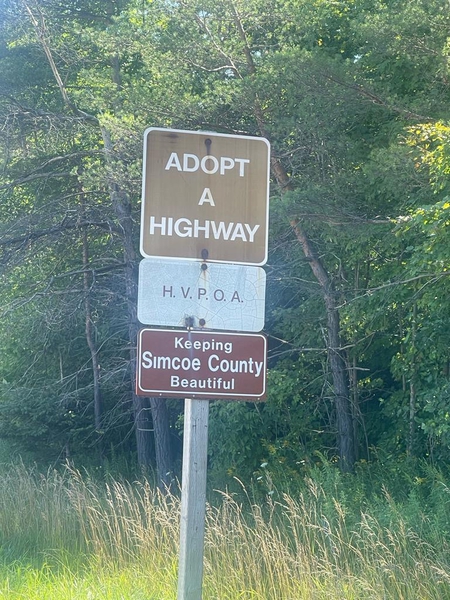 ADOPT
A
HIGHWAY
H. V. P. O. A.
Keeping
Simcoe County
Beautiful